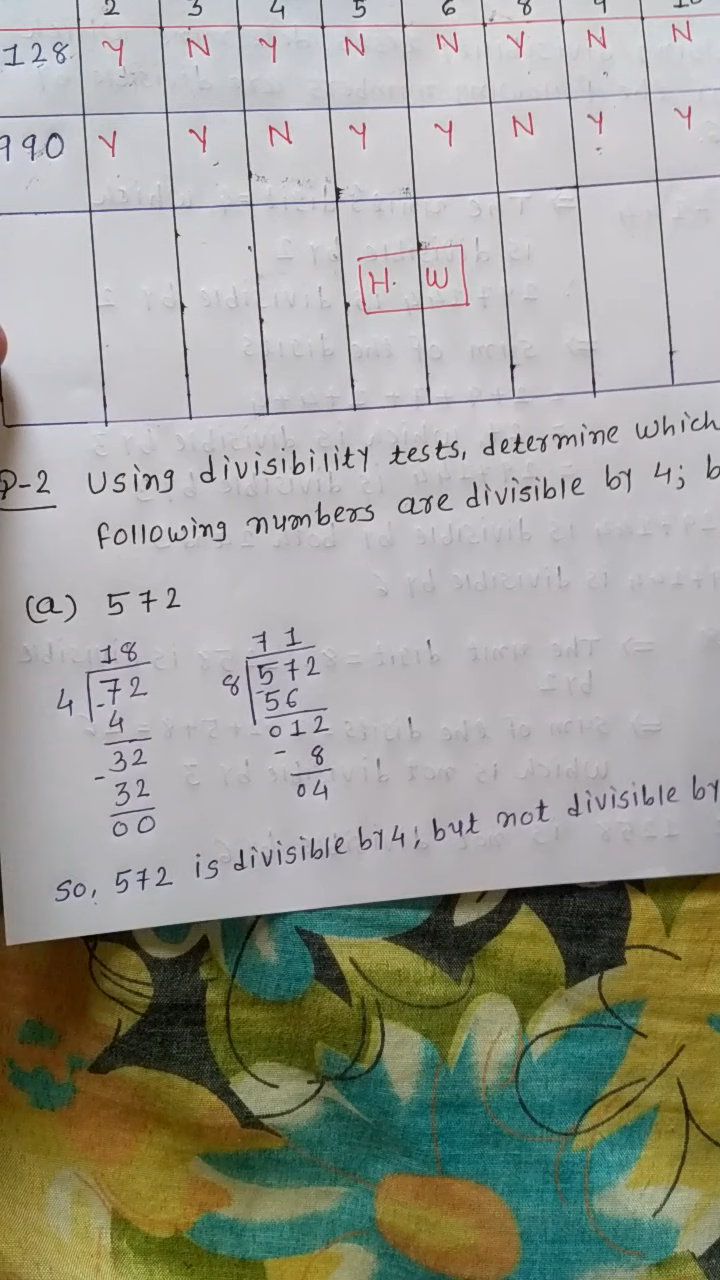 2 3 4 5 6 8 9 10
128 Y N Y N N Y N N
990 Y Y N Y Y N Y Y
H. W
Q-2 Using divisibility tests, determine which
following numbers are divisible by 4; b
(a) 572
18
4 72
- 4
32
- 32
00
71
8 572
- 56
012
- 8
04
So, 572 is divisible by 4; but not divisible by